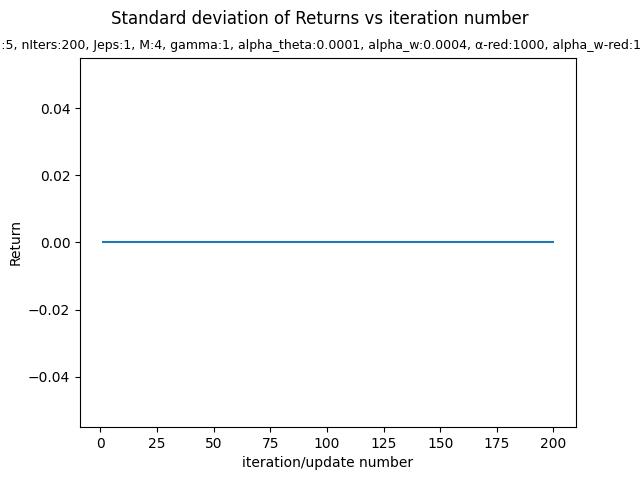 Standard deviation of Returns vs iteration number
:5, nIters:200, Jeps:1, M:4, gamma:1, alpha_theta:0.0001, alpha_w:0.0004, α-red:1000, alpha_w-red:1
0.04
0.02
0.00
−0.02
−0.04
Return
0 25 50 75 100 125 150 175 200
iteration/update number